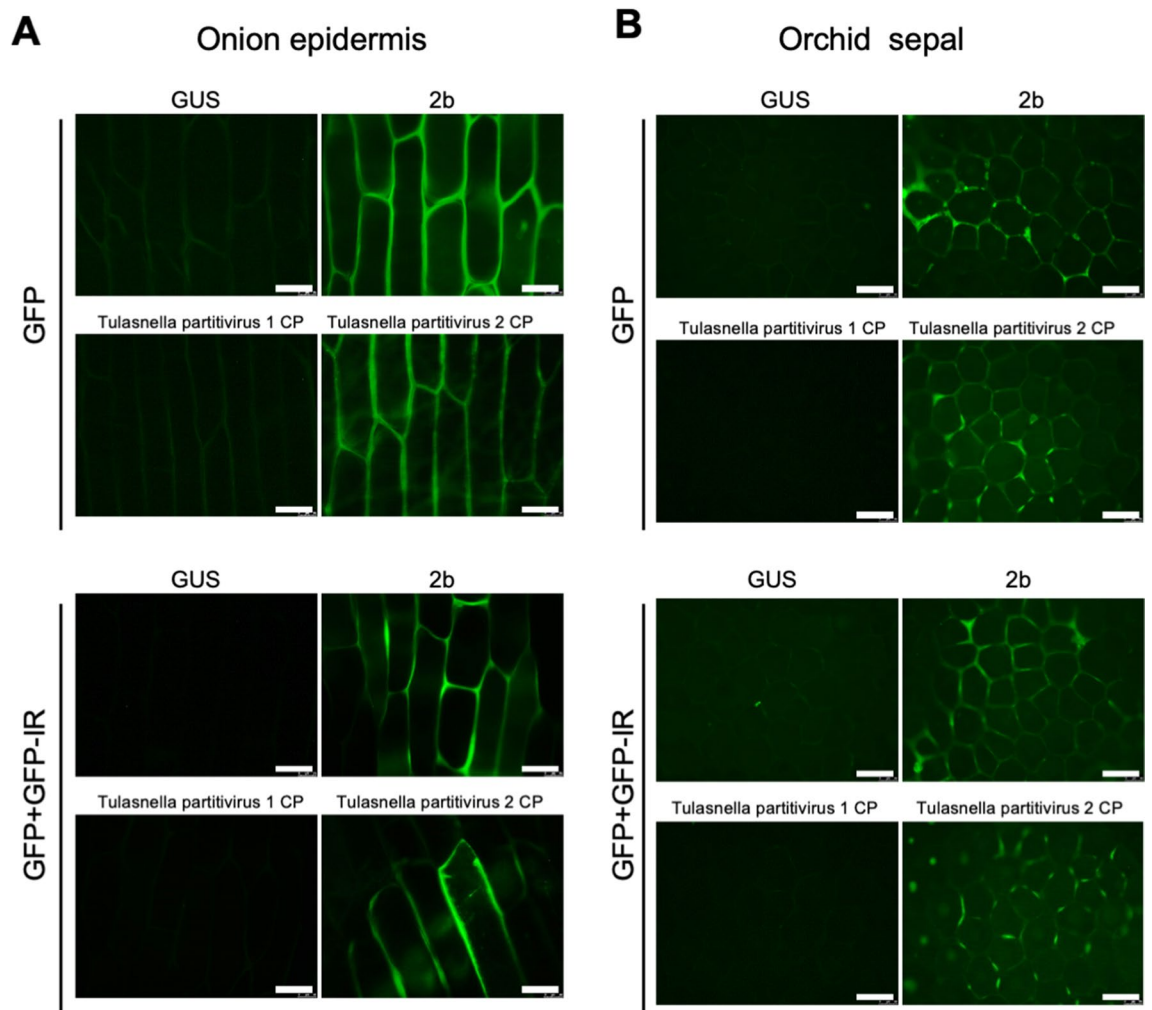 A
Onion epidermis
GUS
2b
GFP
Tulasnella partitivirus 1 CP
Tulasnella partitivirus 2 CP
GUS
2b
GFP+GFP-IR
Tulasnella partitivirus 1 CP
Tulasnella partitivirus 2 CP
B
Orchid sepal
GUS
2b
GFP
Tulasnella partitivirus 1 CP
Tulasnella partitivirus 2 CP
GUS
2b
GFP+GFP-IR
Tulasnella partitivirus 1 CP
Tulasnella partitivirus 2 CP